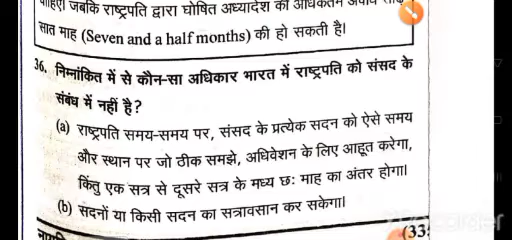 चाहिए। जबकि राष्ट्रपति द्वारा घोषित अध्यादेश की अधिकतम अवधि साढ़े
सात माह (Seven and a half months) की हो सकती है।
36. निम्नांकित में से कौन-सा अधिकार भारत में राष्ट्रपति को संसद के
संबंध में नहीं है?
(a) राष्ट्रपति समय-समय पर, संसद के प्रत्येक सदन को ऐसे समय
और स्थान पर जो ठीक समझे, अधिवेशन के लिए आहूत करेगा,
किंतु एक सत्र से दूसरे सत्र के मध्य छः माह का अंतर होगा।
(b) सदनों या किसी सदन का सत्रावसान कर सकेगा।
(33